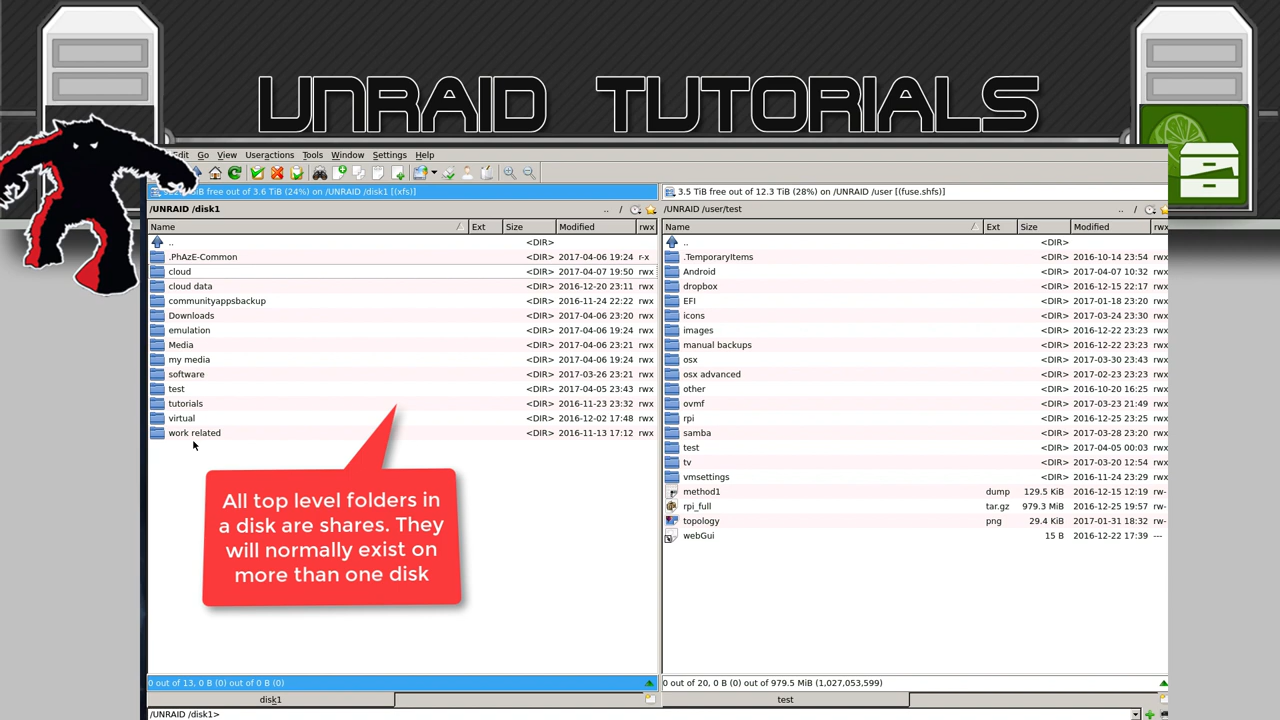 UNRAID TUTORIALS
Edit Go View Useractions Tools Window Settings Help
free out of 3.6 TiB (24%) on /UNRAID /disk1 [(xfs)]
/UNRAID /disk1 .. /
Name Ext Size Modified rwx
.. <DIR>
.PhAzE-Common <DIR> 2017-04-06 19:24 r-x
cloud <DIR> 2017-04-07 19:50 rwx
cloud data <DIR> 2016-12-20 23:11 rwx
communityappsbackup <DIR> 2016-11-24 22:22 rwx
Downloads <DIR> 2017-04-06 23:20 rwx
emulation <DIR> 2017-04-06 19:24 rwx
Media <DIR> 2017-04-06 23:21 rwx
my media <DIR> 2017-04-06 19:24 rwx
software <DIR> 2017-03-26 23:21 rwx
test <DIR> 2017-04-05 23:43 rwx
tutorials <DIR> 2016-11-23 23:32 rwx
virtual <DIR> 2016-12-02 17:48 rwx
work related <DIR> 2016-11-13 17:12 rwx
All top level folders in
a disk are shares. They
will normally exist on
more than one disk
0 out of 13, 0 B (0) out of 0 B (0)
disk1
/UNRAID /disk1>
3.5 TiB free out of 12.3 TiB (28%) on /UNRAID /user [(fuse.shfs)]
/UNRAID /user/test .. /
Name Ext Size Modified rwx
.. <DIR>
.TemporaryItems <DIR> 2016-10-14 23:54 rwx
Android <DIR> 2017-04-07 10:32 rwx
dropbox <DIR> 2016-12-15 22:17 rwx
EFI <DIR> 2017-01-18 23:20 rwx
icons <DIR> 2017-03-24 23:30 rwx
images <DIR> 2016-12-22 23:23 rwx
manual backups <DIR> 2016-12-22 23:23 rwx
osx <DIR> 2017-03-30 23:43 rwx
osx advanced <DIR> 2017-02-23 23:23 rwx
other <DIR> 2016-10-20 16:25 rwx
ovmf <DIR> 2017-03-23 21:49 rwx
rpi <DIR> 2016-12-25 23:25 rwx
samba <DIR> 2017-03-28 23:20 rwx
test <DIR> 2017-04-05 00:03 rwx
tv <DIR> 2017-03-20 12:54 rwx
vmsettings <DIR> 2016-11-24 23:29 rwx
method1 dump 129.5 KiB 2016-12-15 12:19 rw-
rpi_full tar.gz 979.3 MiB 2016-12-25 19:57 rw-
topology png 29.4 KiB 2017-01-31 18:32 rw-
webGui 15 B 2016-12-22 17:39 ---
0 out of 20, 0 B (0) out of 979.5 MiB (1,027,053,599)
test